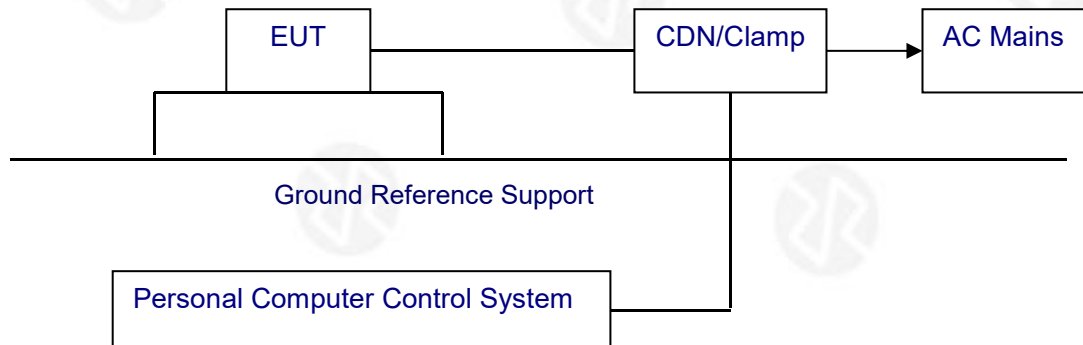 EUT
CDN/Clamp
AC Mains
Ground Reference Support
Personal Computer Control System